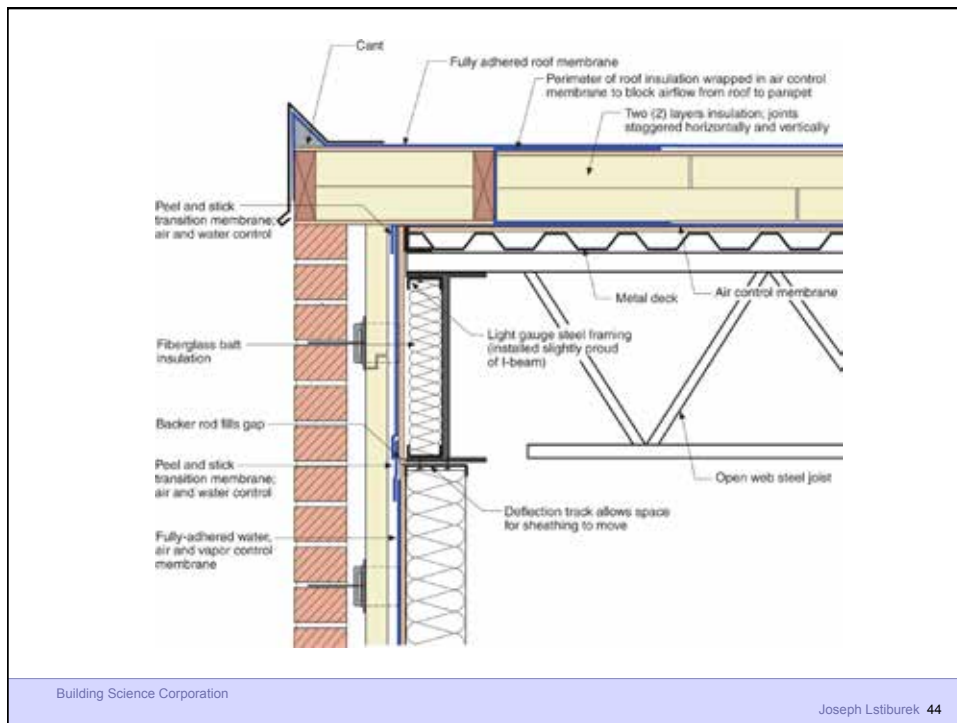 Cant
Fully adhered roof membrane
Perimeter of roof insulation wrapped in air control
membrane to block airflow from roof to parapet
Two (2) layers insulation; joints
staggered horizontally and vertically
Peel and stick
transition membrane;
air and water control
Metal deck
Air control membrane
Fiberglass batt
insulation
Light gauge steel framing
(installed slightly proud
of I-beam)
Backer rod fills gap
Peel and stick
transition membrane;
air and water control
Open web steel joist
Deflection track allows space
for sheathing to move
Fully-adhered water,
air and vapor control
membrane
Building Science Corporation
Joseph Lstiburek 44